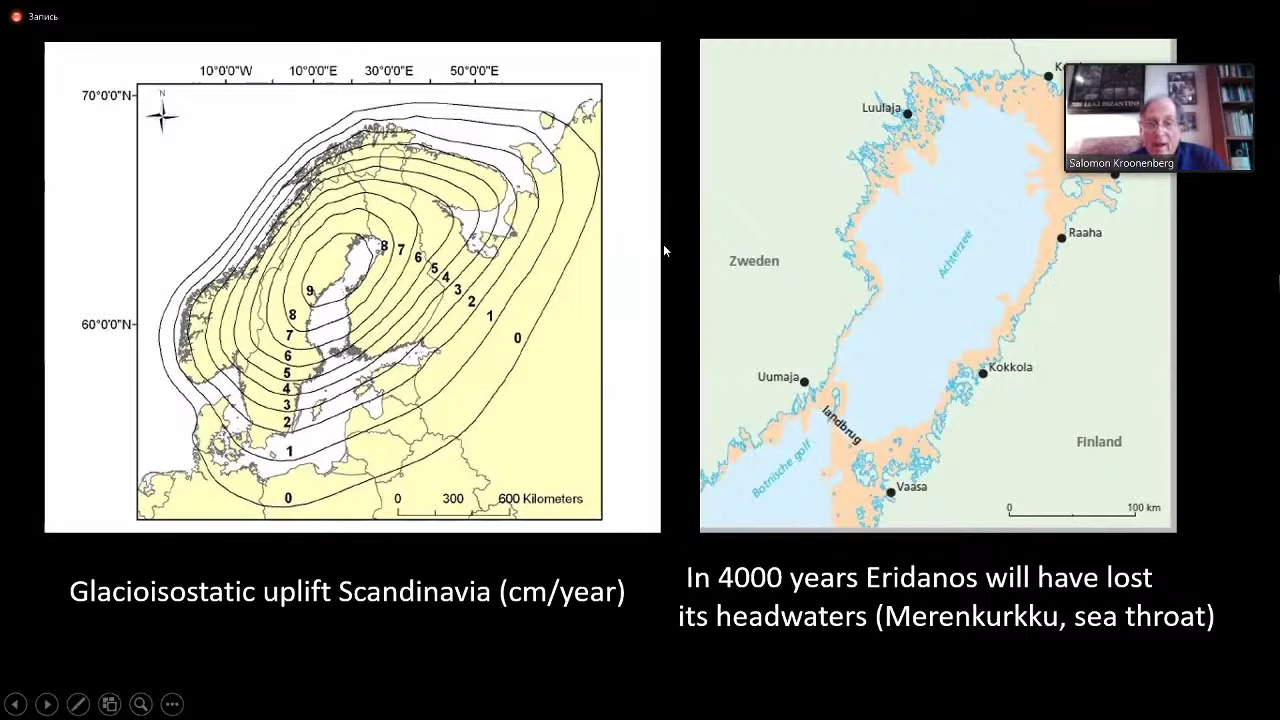 Запись
10°0'0"W 10°0'0"E 30°0'0"E 50°0'0"E
70°0'0"N
60°0'0"N
N
8
7
6
5
4
3
2
1
0
9
8
7
6
5
4
3
2
1
0
0 300 600 Kilometers
Glacioisostatic uplift Scandinavia (cm/year)
Luulaja
Salomon Kroonenberg
Raaha
Zweden
Achterzee
Uumaja
Kokkola
landbrug
Botnische golf
Finland
Vaasa
0 100 km
In 4000 years Eridanos will have lost
its headwaters (Merenkurkku, sea throat)